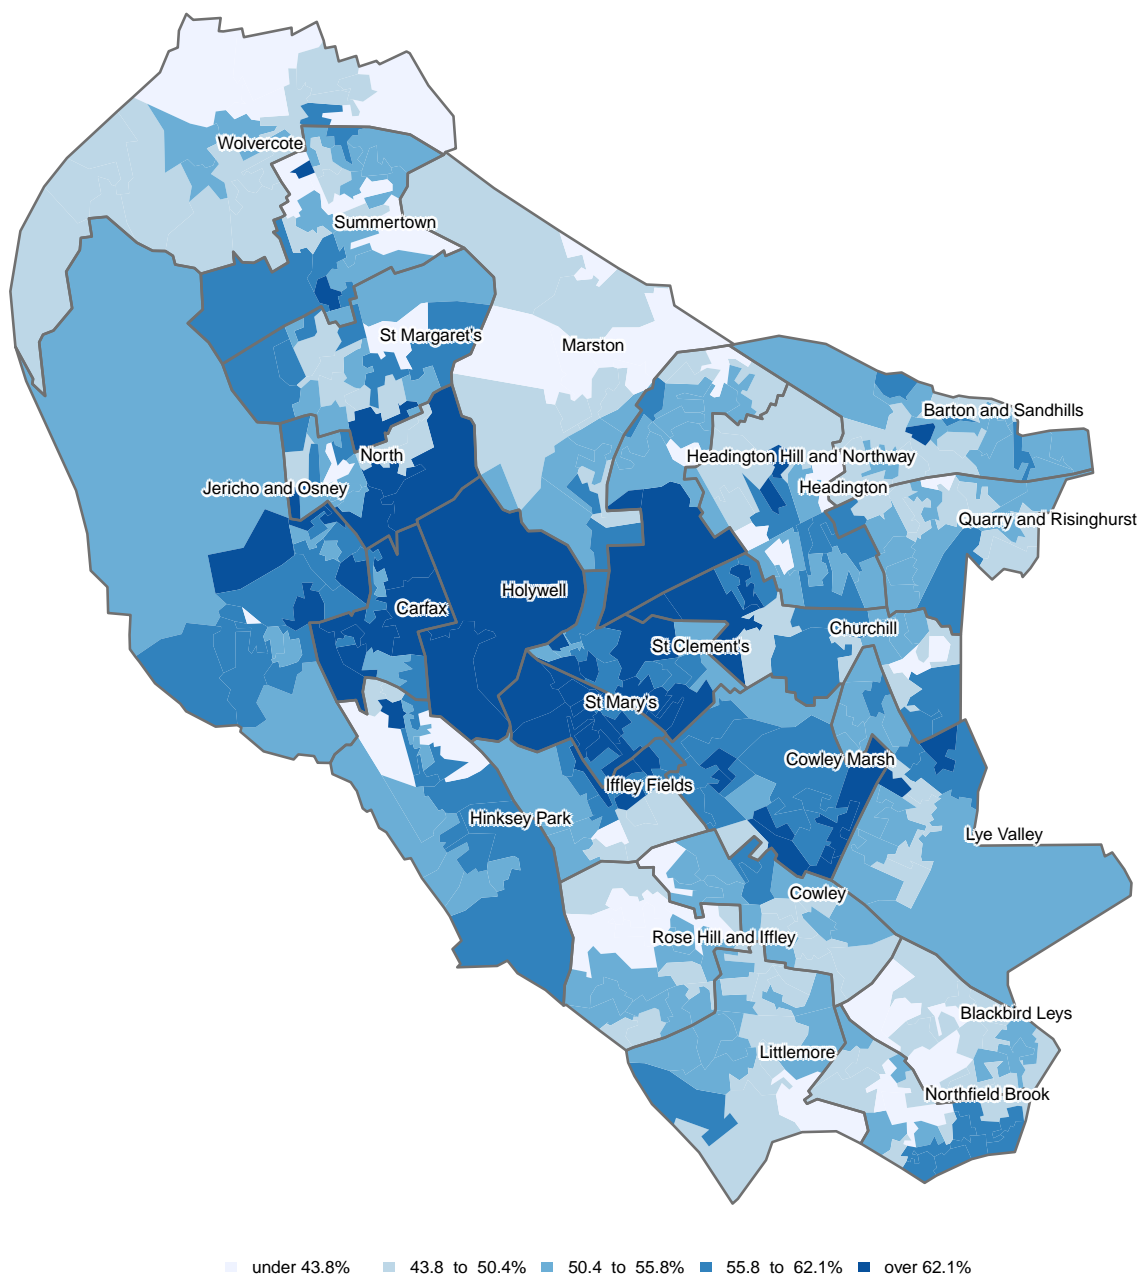 Wolvercote
Summertown
St Margaret's
Marston
Barton and Sandhills
North
Headington Hill and Northway
Jericho and Osney
Headington
Quarry and Risinghurst
Holywell
Carfax
Churchill
St Clement's
St Mary's
Cowley Marsh
Iffley Fields
Hinksey Park
Lye Valley
Cowley
Rose Hill and Iffley
Blackbird Leys
Littlemore
Northfield Brook
under 43.8% 43.8 to 50.4% 50.4 to 55.8% 55.8 to 62.1% over 62.1%